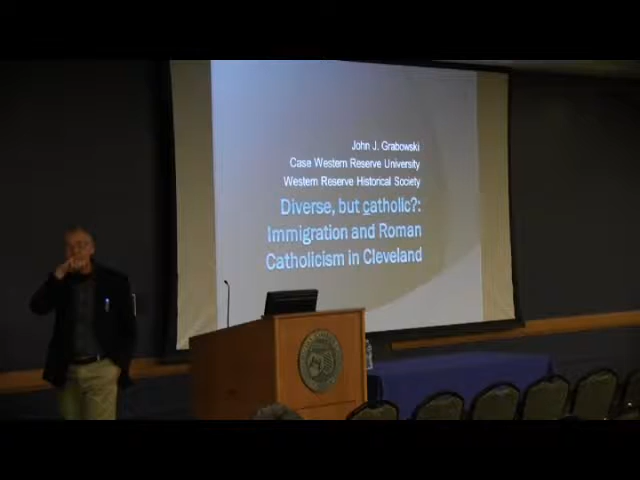 John J. Grabowski
Case Western Reserve University
Western Reserve Historical Society
Diverse, but catholic?:
Immigration and Roman
Catholicism in Cleveland